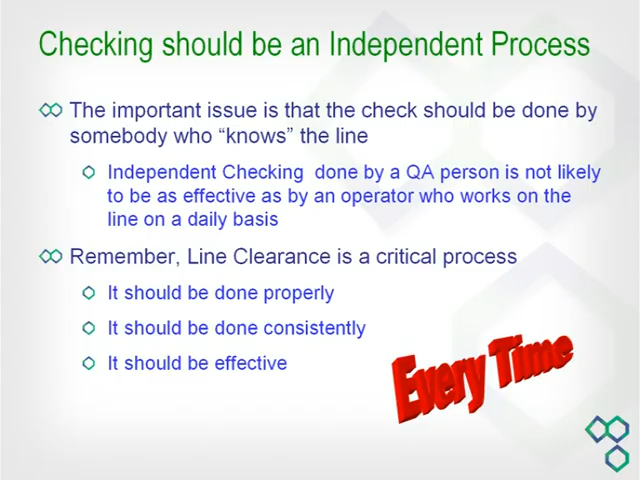 Checking should be an Independent Process
The important issue is that the check should be done by
somebody who “knows” the line
Independent Checking done by a QA person is not likely
to be as effective as by an operator who works on the
line on a daily basis
Remember, Line Clearance is a critical process
It should be done properly
It should be done consistently
It should be effective
Every Time